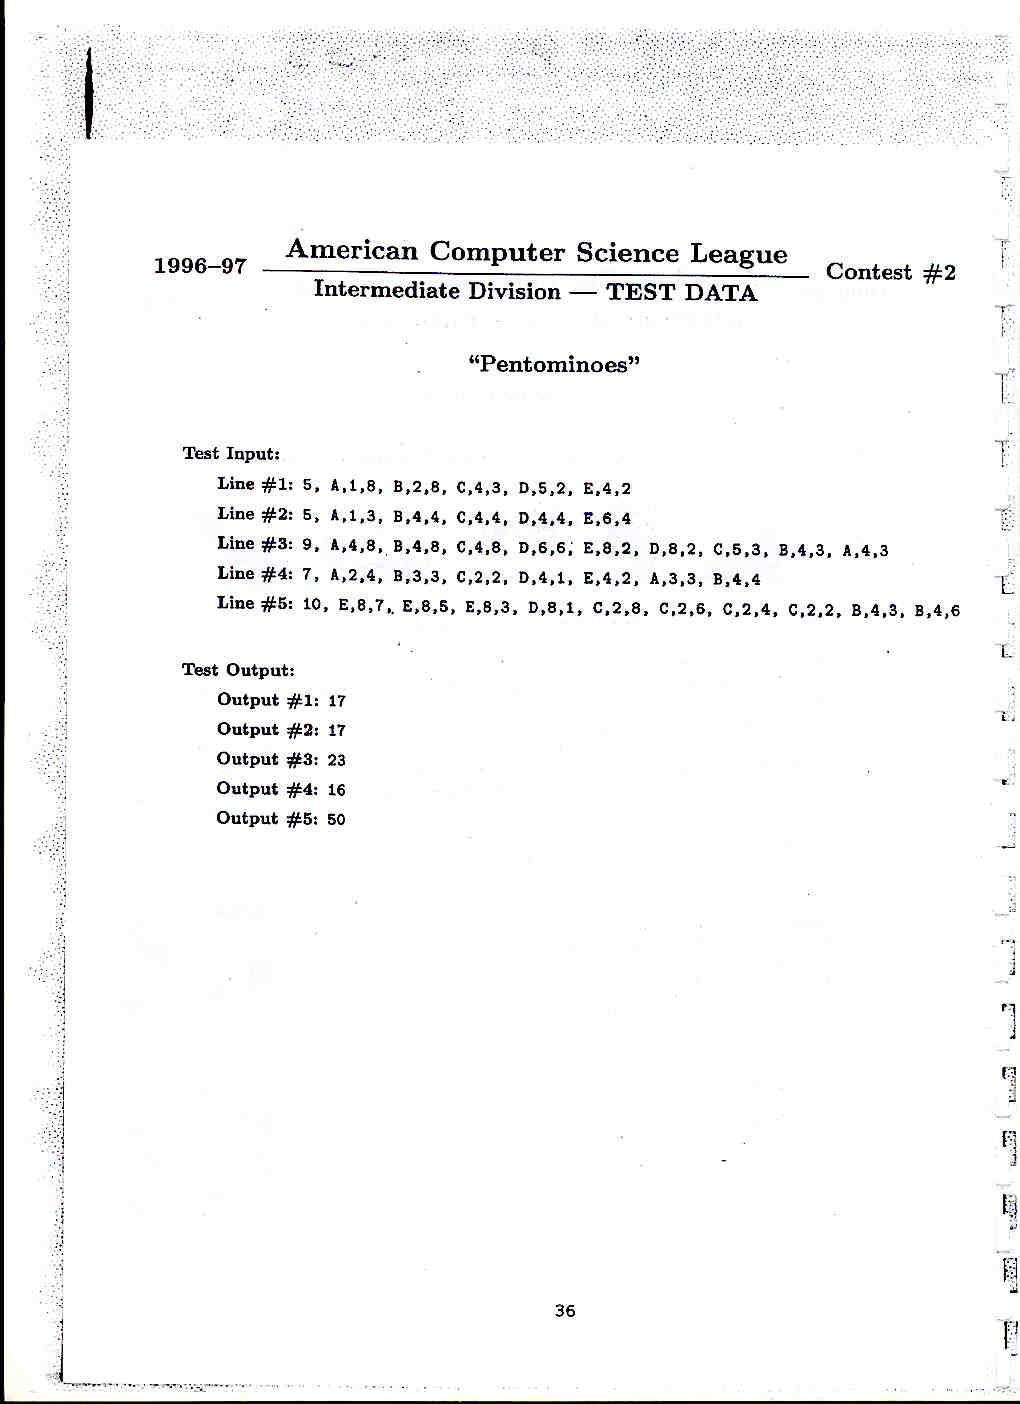 American Computer Science League
1996–97 Contest #2
Intermediate Division — TEST DATA
“Pentominoes”
Test Input:
Line #1: 5, A,1,8, B,2,8, C,4,3, D,5,2, E,4,2
Line #2: 5, A,1,3, B,4,4, C,4,4, D,4,4, E,6,4
Line #3: 9, A,4,8, B,4,8, C,4,8, D,6,6, E,8,2, D,8,2, C,5,3, B,4,3, A,4,3
Line #4: 7, A,2,4, B,3,3, C,2,2, D,4,1, E,4,2, A,3,3, B,4,4
Line #5: 10, E,8,7, E,8,5, E,8,3, D,8,1, C,2,8, C,2,6, C,2,4, C,2,2, B,4,3, B,4,6
Test Output:
Output #1: 17
Output #2: 17
Output #3: 23
Output #4: 16
Output #5: 50
36